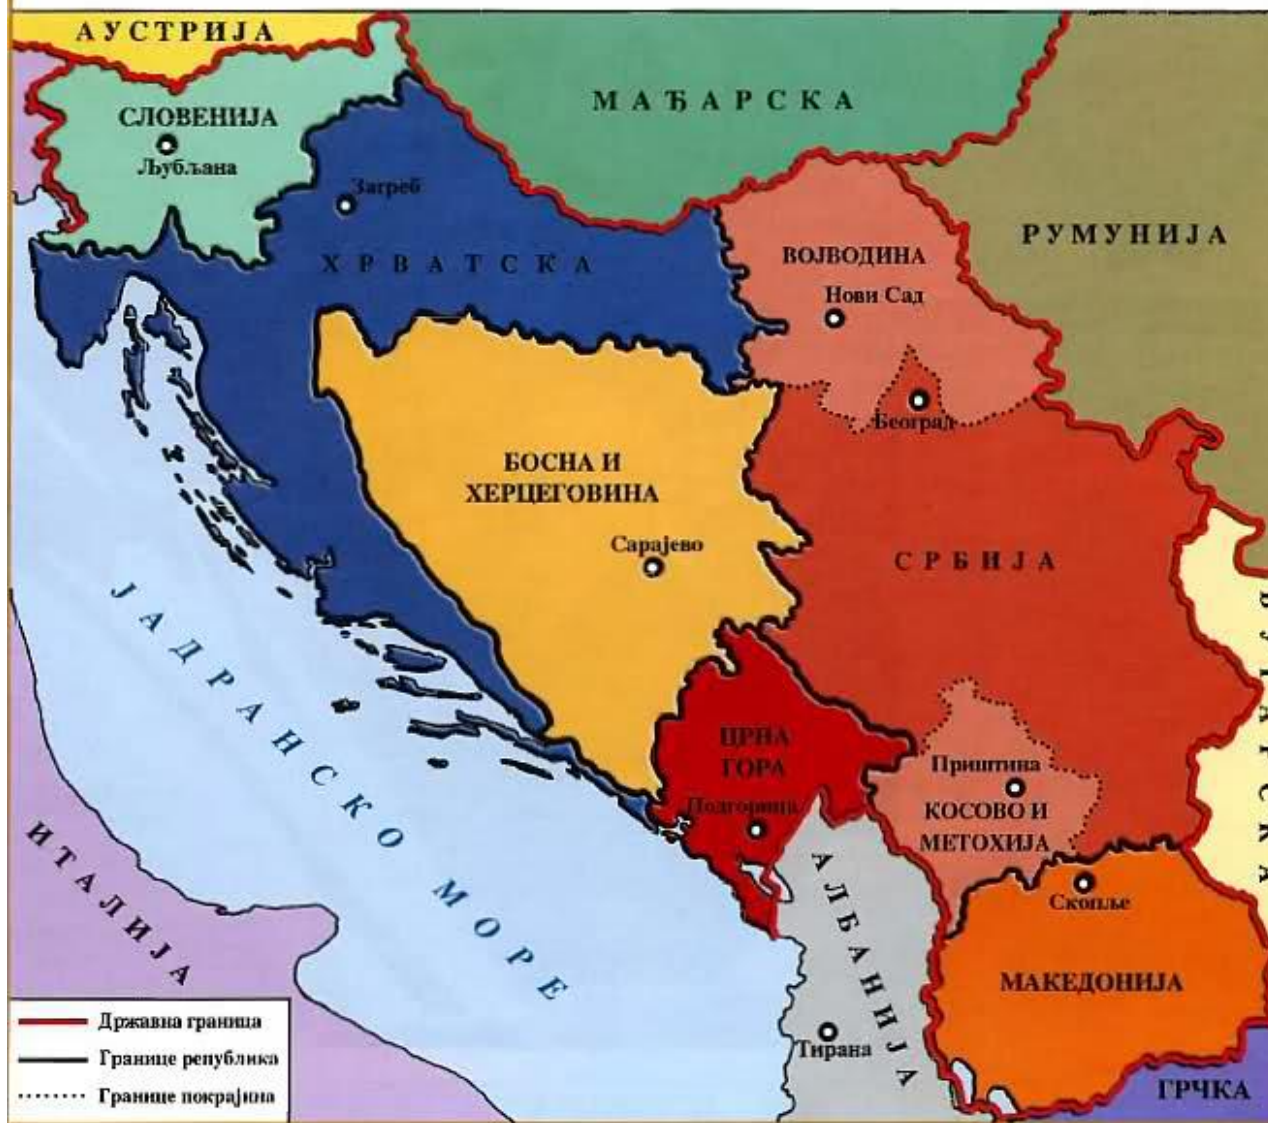 АУСТРИЈА
МАЂАРСКА
СЛОВЕНИЈА
Љубљана
Загреб
ХРВАТСКА
РУМУНИЈА
ВОЈВОДИНА
Нови Сад
Београд
БОСНА И
ХЕРЦЕГОВИНА
Сарајево
СРБИЈА
БУГАРСКА
ЈАДРАНСКО МОРЕ
ЦРНА
ГОРА
Подгорица
Приштина
КОСОВО И
МЕТОХИЈА
ИТАЛИЈА
АЛБАНИЈА
Скопље
МАКЕДОНИЈА
Тирана
ГРЧКА
Државна граница
Границе република
Границе покрајина